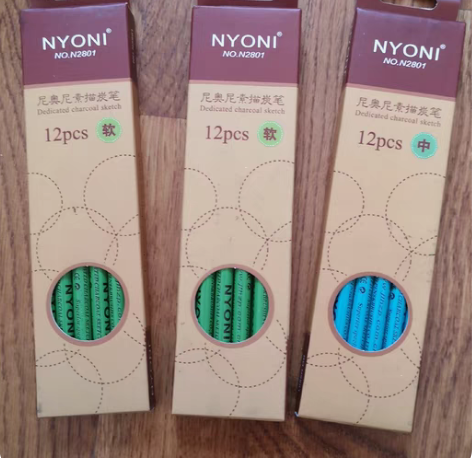 NYONI®
NO.N2801
尼奥尼素描炭笔
Dedicated charcoal sketch
12pcs 软
NYONI
NYONI®
NO.N2801
尼奥尼素描炭笔
Dedicated charcoal sketch
12pcs 软
NYONI
NYONI®
NO.N2801
尼奥尼素描炭笔
Dedicated charcoal sketch
12pcs 中